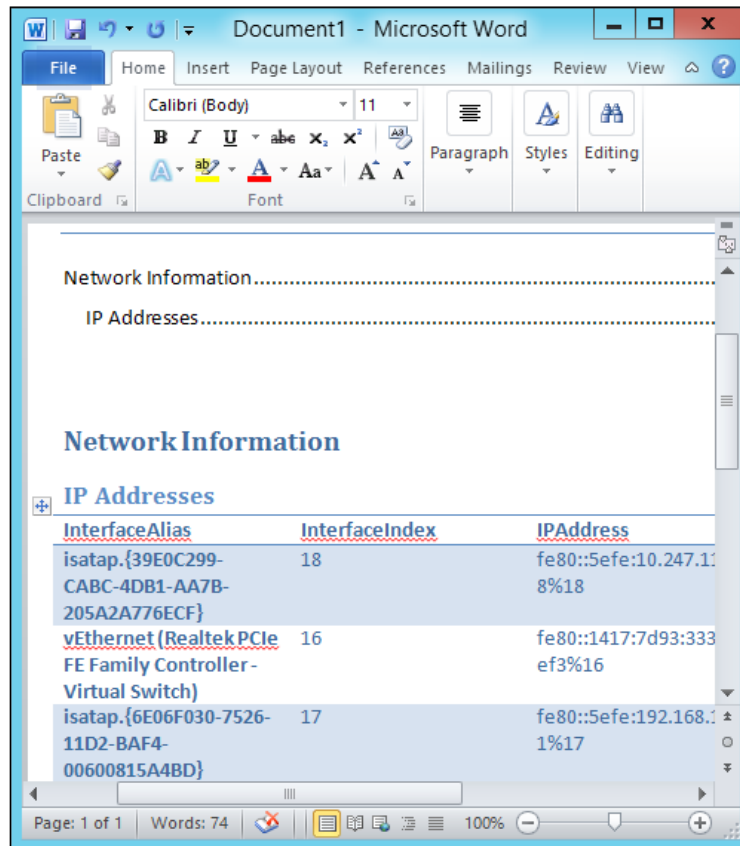 Document1 - Microsoft Word
File Home Insert Page Layout References Mailings Review View
Calibri (Body) 11
B I U abc X₂ X² Aa
Paste Paragraph Styles Editing
A ab A Aa A A
Clipboard Font
Network Information................................................................
IP Addresses................................................................
Network Information
IP Addresses
InterfaceAlias InterfaceIndex IPAddress
isatap.{39E0C299- 18 fe80::5efe:10.247.11
CABC-4DB1-AA7B- 8%18
205A2A776ECF}
vEthernet (Realtek PCIe 16 fe80::1417:7d93:333
FE Family Controller - ef3%16
Virtual Switch)
isatap.{6E06F030-7526- 17 fe80::5efe:192.168.1
11D2-BAF4- 1%17
00600815A4BD}
Page: 1 of 1 Words: 74 100%